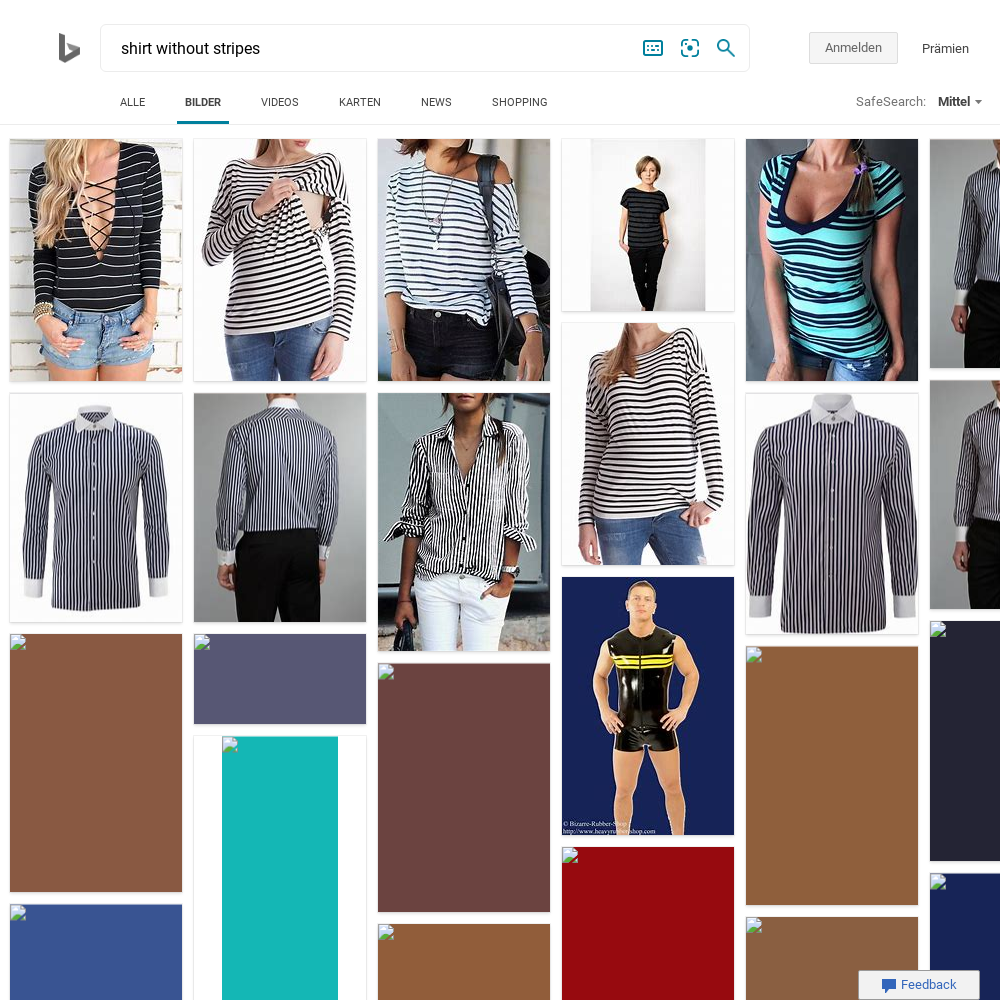 shirt without stripes
Anmelden
Prämien
ALLE
BILDER
VIDEOS
KARTEN
NEWS
SHOPPING
SafeSearch: Mittel
© Bizarre-Rubber-Shop
http://www.heavyrubbershop.com
Feedback